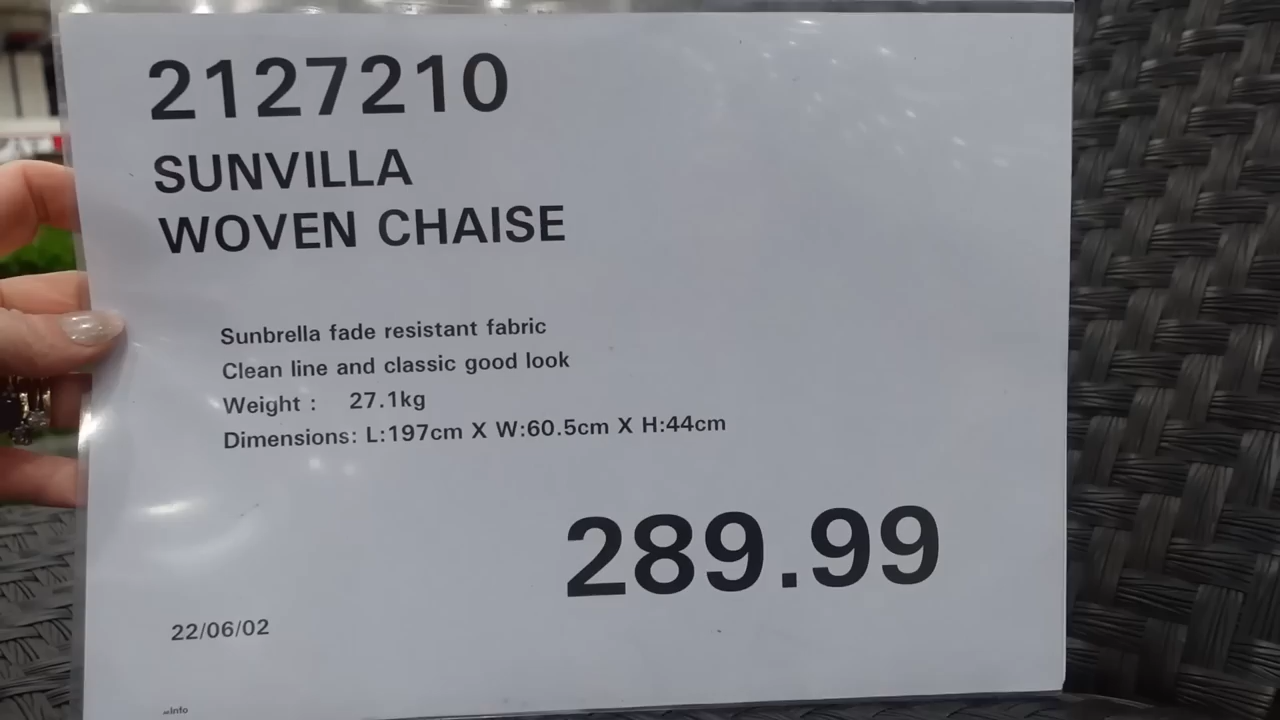 2127210
SUNVILLA
WOVEN CHAISE
Sunbrella fade resistant fabric
Clean line and classic good look
Weight : 27.1kg
Dimensions: L:197cm X W:60.5cm X H:44cm
289.99
22/06/02
Info